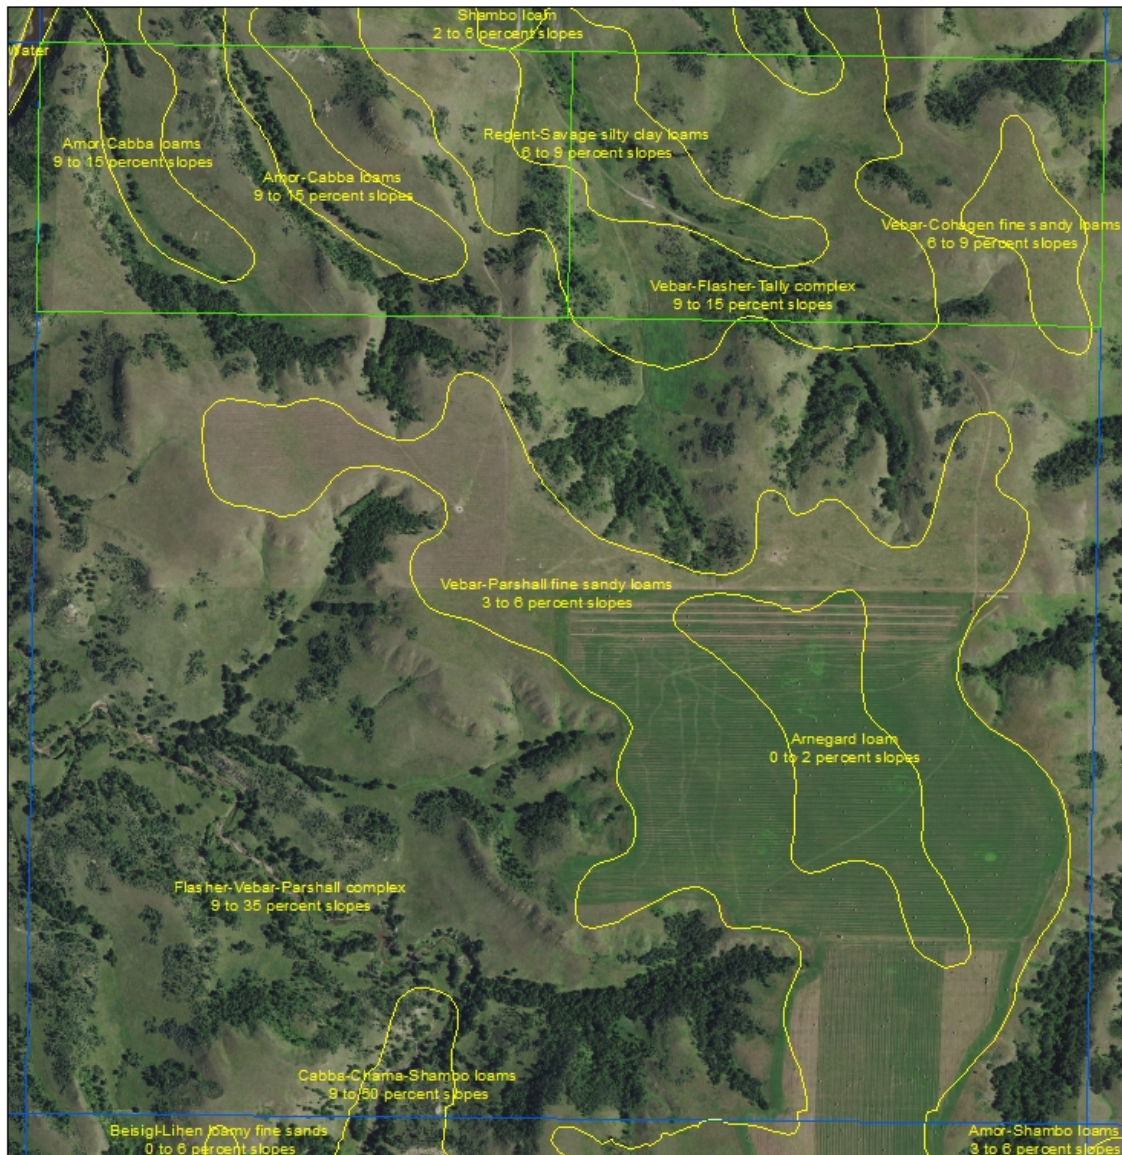 Shambo loam
2 to 6 percent slopes
Water
Amor-Cabba loams
9 to 15 percent slopes
Regent-Savage silty clay loams
6 to 9 percent slopes
Amor-Cabba loams
9 to 15 percent slopes
Vebar-Cohagen fine sandy loams
6 to 9 percent slopes
Vebar-Flasher-Tally complex
9 to 15 percent slopes
Vebar-Parshall fine sandy loams
3 to 6 percent slopes
Arnegard loam
0 to 2 percent slopes
Flasher-Vebar-Parshall complex
9 to 35 percent slopes
Cabba-Chama-Shambo loams
9 to 50 percent slopes
Beisigl-Lihen loamy fine sands
0 to 6 percent slopes
Amor-Shambo loams
3 to 6 percent slopes